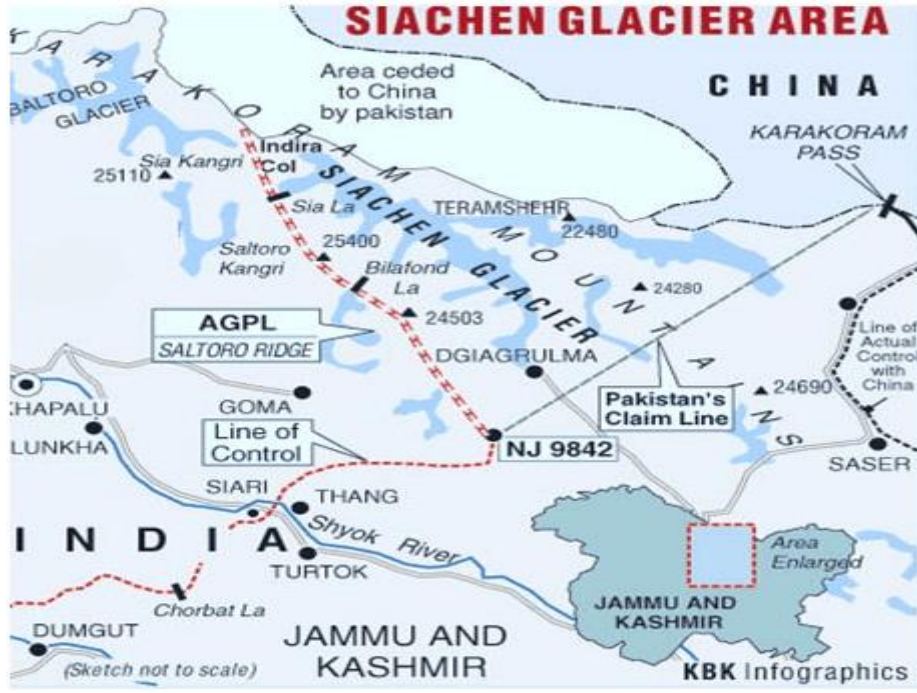 SIACHEN GLACIER AREA
KARAKORAM MOUNTAINS
BALTORO
GLACIER
Area ceded
to China
by pakistan
CHINA
KARAKORAM
PASS
Indira
Col
Sia Kangri
25110
Sia La
SIACHEN GLACIER
TERAMSHEHR
22480
Saltoro
Kangri
25400
Bilafond
La
24280
24503
AGPL
SALTORO RIDGE
DGIAGRULMA
Line of
Actual
Control
with
China
24690
Pakistan's
Claim Line
KHAPALU
GOMA
LUNKHA
Line of
Control
NJ 9842
SASER
SIARI
THANG
Shyok River
INDIA
TURTOK
Area
Enlarged
Chorbat La
JAMMU AND
KASHMIR
DUMGUT
(Sketch not to scale)
JAMMU AND
KASHMIR
KBK Infographics